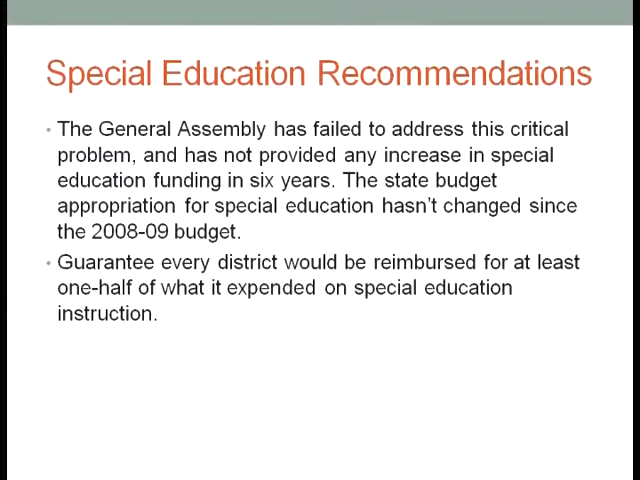 Special Education Recommendations
• The General Assembly has failed to address this critical
problem, and has not provided any increase in special
education funding in six years. The state budget
appropriation for special education hasn't changed since
the 2008-09 budget.
• Guarantee every district would be reimbursed for at least
one-half of what it expended on special education
instruction.